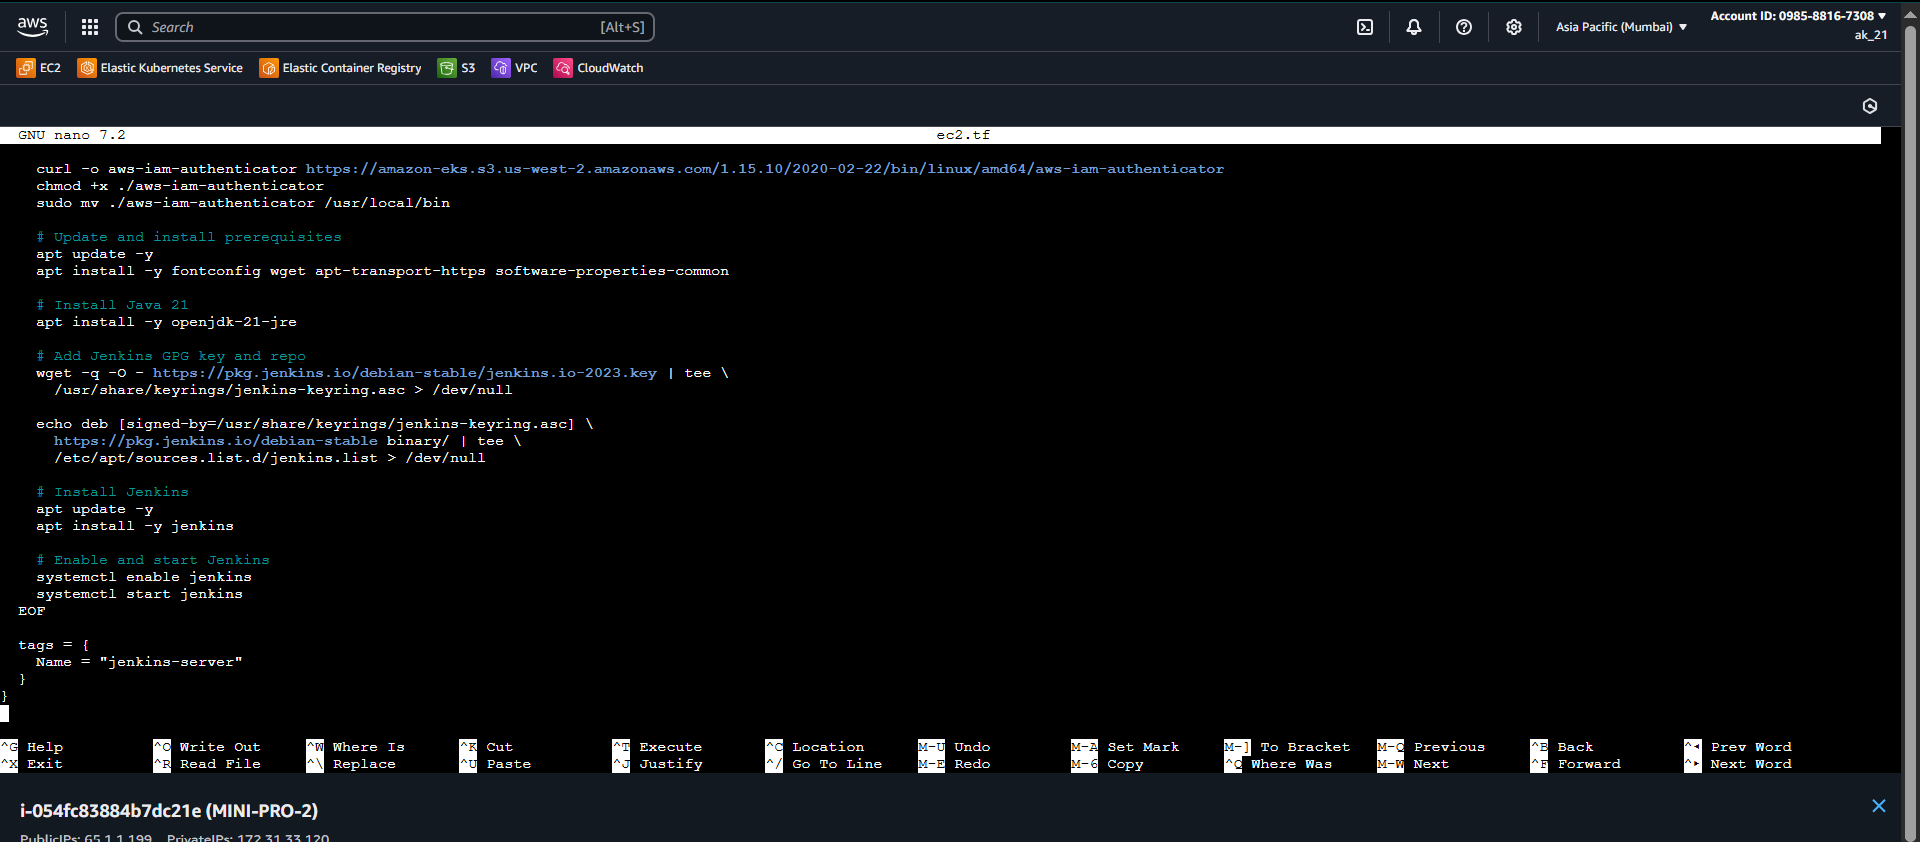 aws
Search [Alt+S]
Asia Pacific (Mumbai)
Account ID: 0985-8816-7308
ak_21
EC2 Elastic Kubernetes Service Elastic Container Registry S3 VPC CloudWatch
GNU nano 7.2 ec2.tf
curl -o aws-iam-authenticator https://amazon-eks.s3.us-west-2.amazonaws.com/1.15.10/2020-02-22/bin/linux/amd64/aws-iam-authenticator
chmod +x ./aws-iam-authenticator
sudo mv ./aws-iam-authenticator /usr/local/bin
# Update and install prerequisites
apt update -y
apt install -y fontconfig wget apt-transport-https software-properties-common
# Install Java 21
apt install -y openjdk-21-jre
# Add Jenkins GPG key and repo
wget -q -O - https://pkg.jenkins.io/debian-stable/jenkins.io-2023.key | tee \
/usr/share/keyrings/jenkins-keyring.asc > /dev/null
echo deb [signed-by=/usr/share/keyrings/jenkins-keyring.asc] \
https://pkg.jenkins.io/debian-stable binary/ | tee \
/etc/apt/sources.list.d/jenkins.list > /dev/null
# Install Jenkins
apt update -y
apt install -y jenkins
# Enable and start Jenkins
systemctl enable jenkins
systemctl start jenkins
EOF
tags = {
Name = "jenkins-server"
}
}
^G Help ^O Write Out ^W Where Is ^K Cut ^T Execute ^C Location M-U Undo M-A Set Mark M-] To Bracket M-Q Previous ^B Back ^◂ Prev Word
^X Exit ^R Read File ^\ Replace ^U Paste ^J Justify ^/ Go To Line M-E Redo M-6 Copy ^Q Where Was M-W Next ^F Forward ^▸ Next Word
i-054fc83884b7dc21e (MINI-PRO-2)
PublicIPs: 65.1.1.199 PrivateIPs: 172.31.33.120